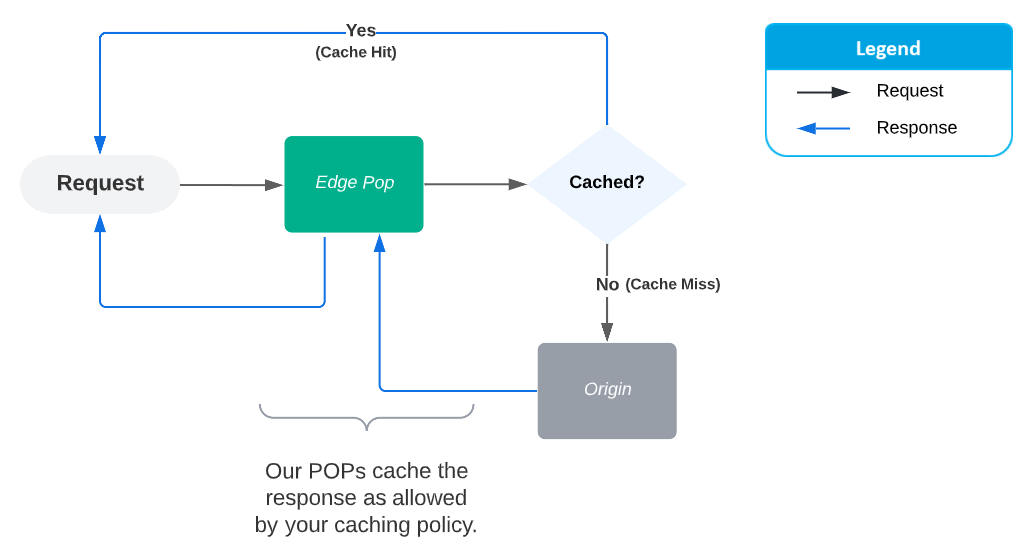 Yes
(Cache Hit)
Legend
Request
Response
Request
Edge Pop
Cached?
No (Cache Miss)
Origin
Our POPs cache the
response as allowed
by your caching policy.